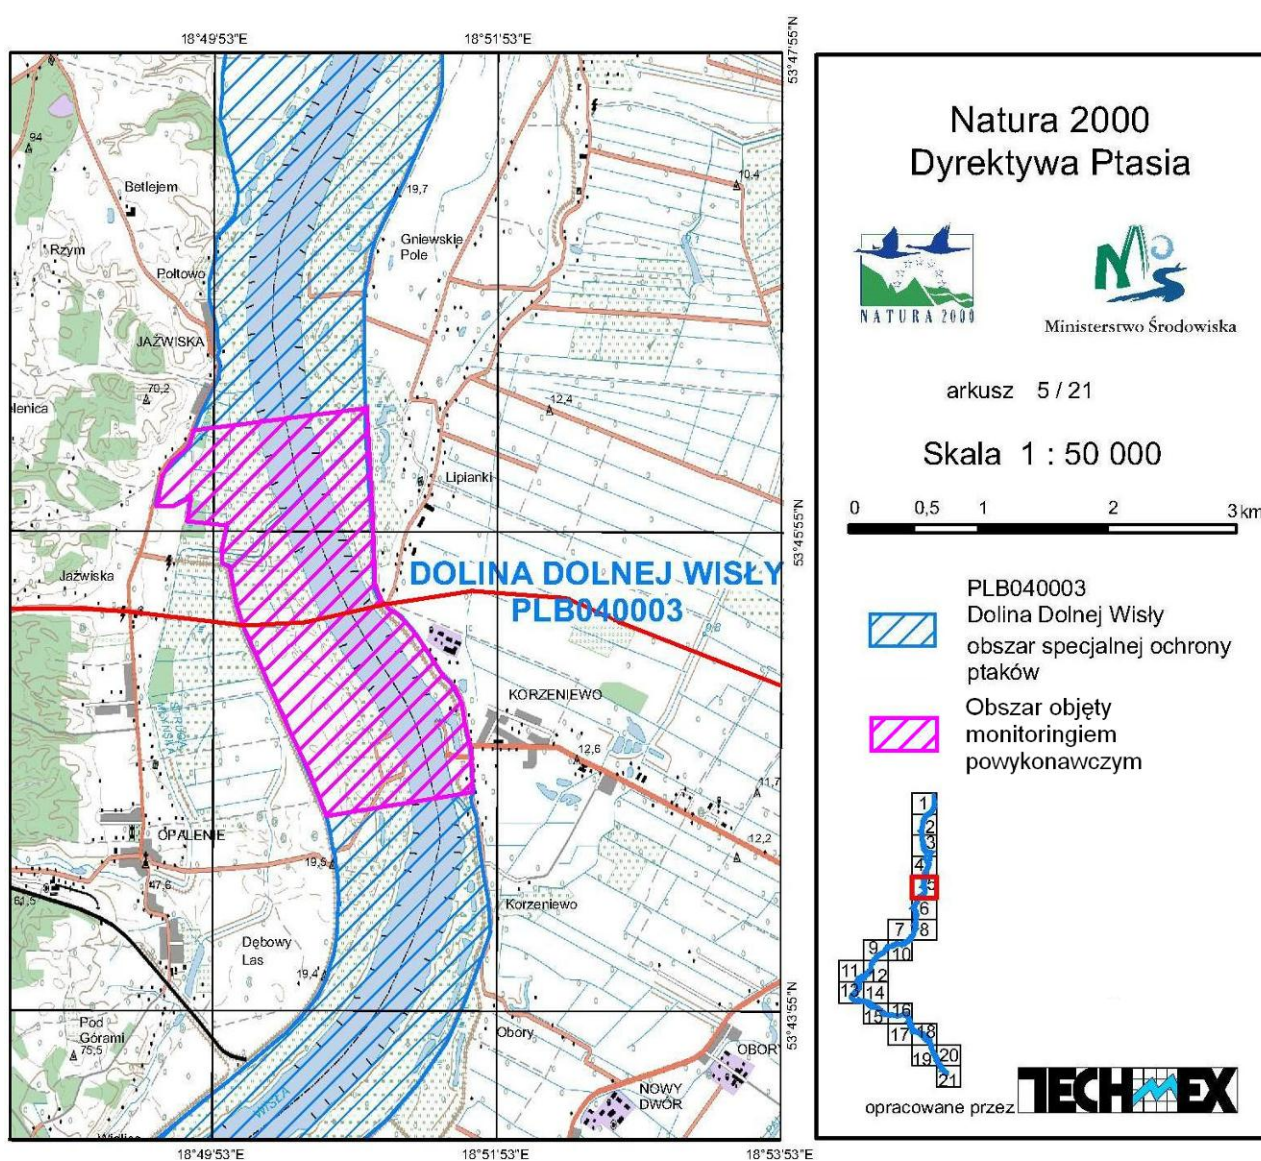 18°49'53"E
18°51'53"E
53°47'55"N
94
Betlejem
Rzym
Połtowo
JAŹWISKA
70,2
elenica
19,7
Gniewskie
Pole
10,4
12,4
Lipianki
53°45'55"N
Jaźwiska
DOLINA DOLNEJ WISŁY
PLB040003
9,8
KORZENIEWO
12,6
11,7
12,2
OPALENIE
47,6
61,5
19,5
Korzeniewo
Dębowy
Las
19,4
Pod
Górami
75,5
Obory
53°43'55"N
OBORY
NOWY
DWÓR
WISŁA
18°49'53"E
18°51'53"E
18°53'53"E
Natura 2000
Dyrektywa Ptasia
NATURA 2000
Ministerstwo Środowiska
arkusz 5 / 21
Skala 1 : 50 000
0 0,5 1 2 3 km
PLB040003
Dolina Dolnej Wisły
obszar specjalnej ochrony
ptaków
Obszar objęty
monitoringiem
powykonawczym
1
2
3
4
5
6
7 8
9 10
11 12
13 14
15 16
17 18
19 20
21
opracowane przez TECHMEX